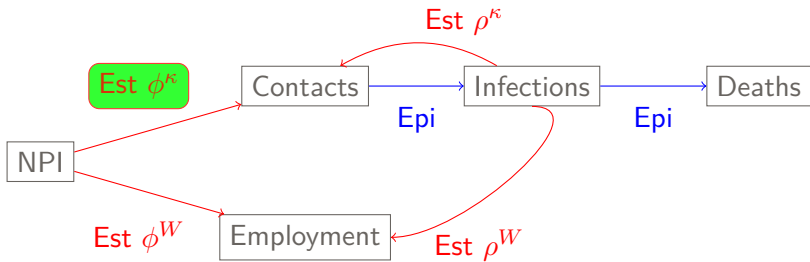 Est ρ^κ
Est ϕ^κ
Contacts
Infections
Deaths
Epi
Epi
NPI
Est ϕ^W
Employment
Est ρ^W